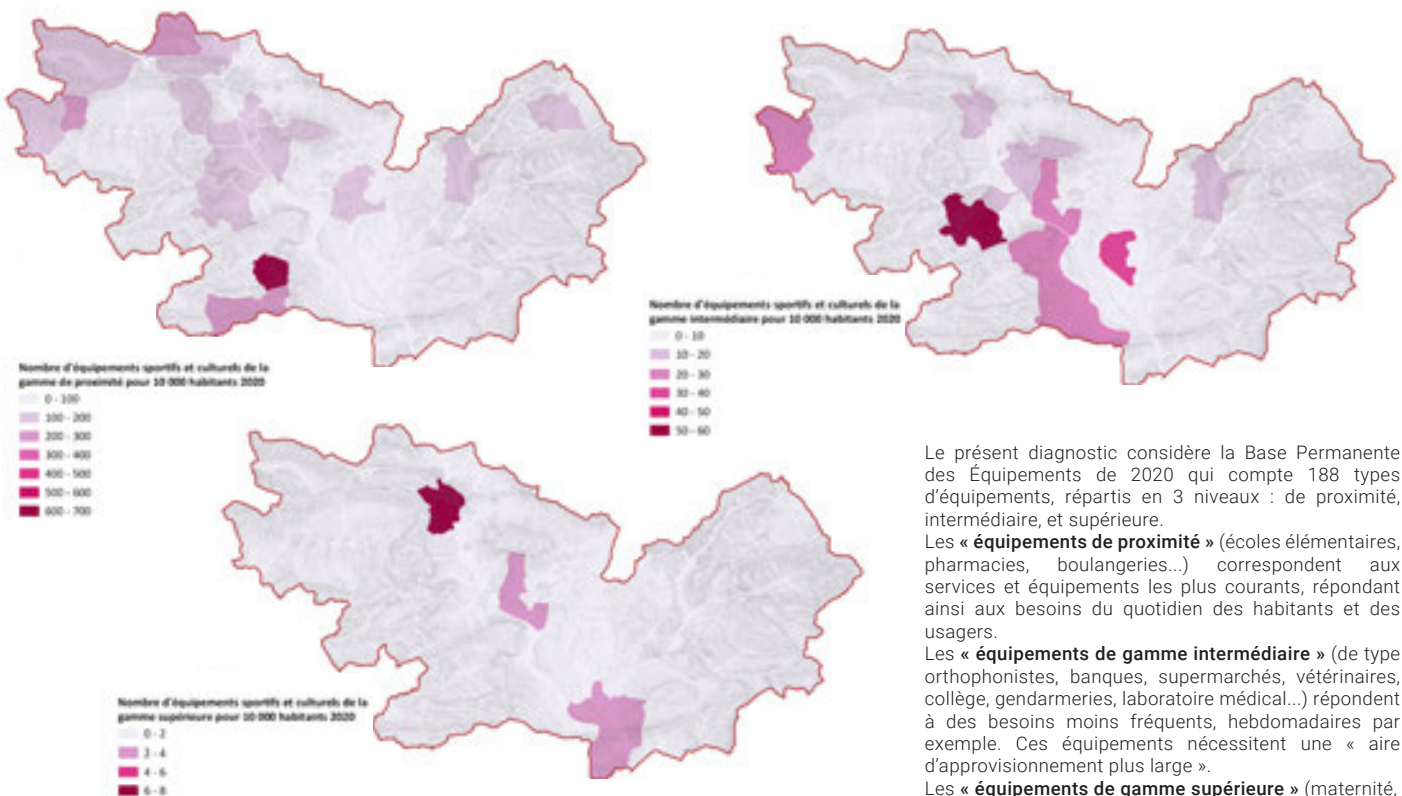 Nombre d'équipements sportifs et culturels de la
gamme de proximité pour 10 000 habitants 2020
0 - 100
100 - 200
200 - 300
300 - 400
400 - 500
500 - 600
600 - 700
Nombre d'équipements sportifs et culturels de la
gamme intermédiaire pour 10 000 habitants 2020
0 - 10
10 - 20
20 - 30
30 - 40
40 - 50
50 - 60
Nombre d'équipements sportifs et culturels de la
gamme supérieure pour 10 000 habitants 2020
0 - 2
2 - 4
4 - 6
6 - 8
Le présent diagnostic considère la Base Permanente
des Équipements de 2020 qui compte 188 types
d'équipements, répartis en 3 niveaux : de proximité,
intermédiaire, et supérieure.
Les « équipements de proximité » (écoles élémentaires,
pharmacies, boulangeries...) correspondent aux
services et équipements les plus courants, répondant
ainsi aux besoins du quotidien des habitants et des
usagers.
Les « équipements de gamme intermédiaire » (de type
orthophonistes, banques, supermarchés, vétérinaires,
collège, gendarmeries, laboratoire médical...) répondent
à des besoins moins fréquents, hebdomadaires par
exemple. Ces équipements nécessitent une « aire
d'approvisionnement plus large ».
Les « équipements de gamme supérieure » (maternité,